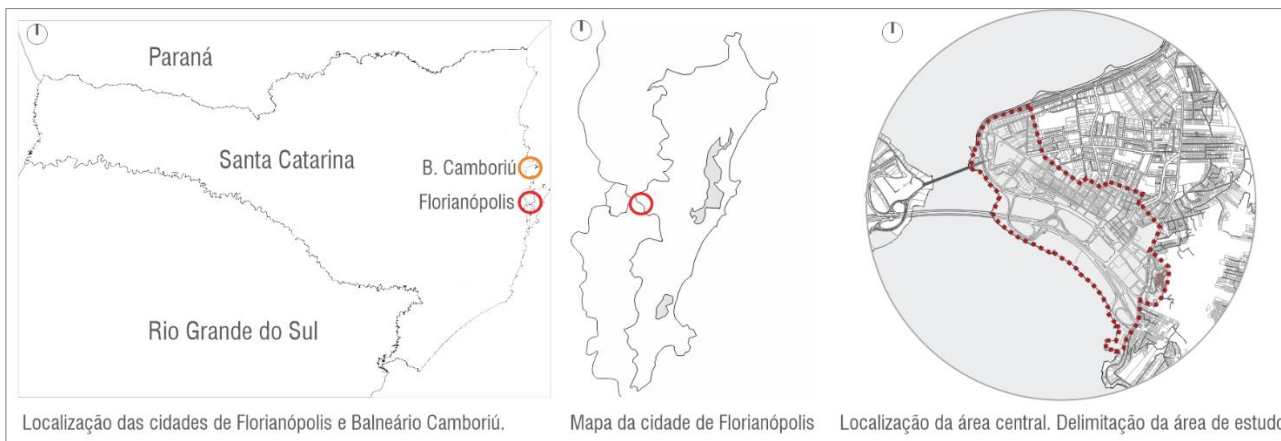 Paraná
Santa Catarina
B. Camboriú
Florianópolis
Rio Grande do Sul
Localização das cidades de Florianópolis e Balneário Camboriú.
Mapa da cidade de Florianópolis
Localização da área central. Delimitação da área de estudo